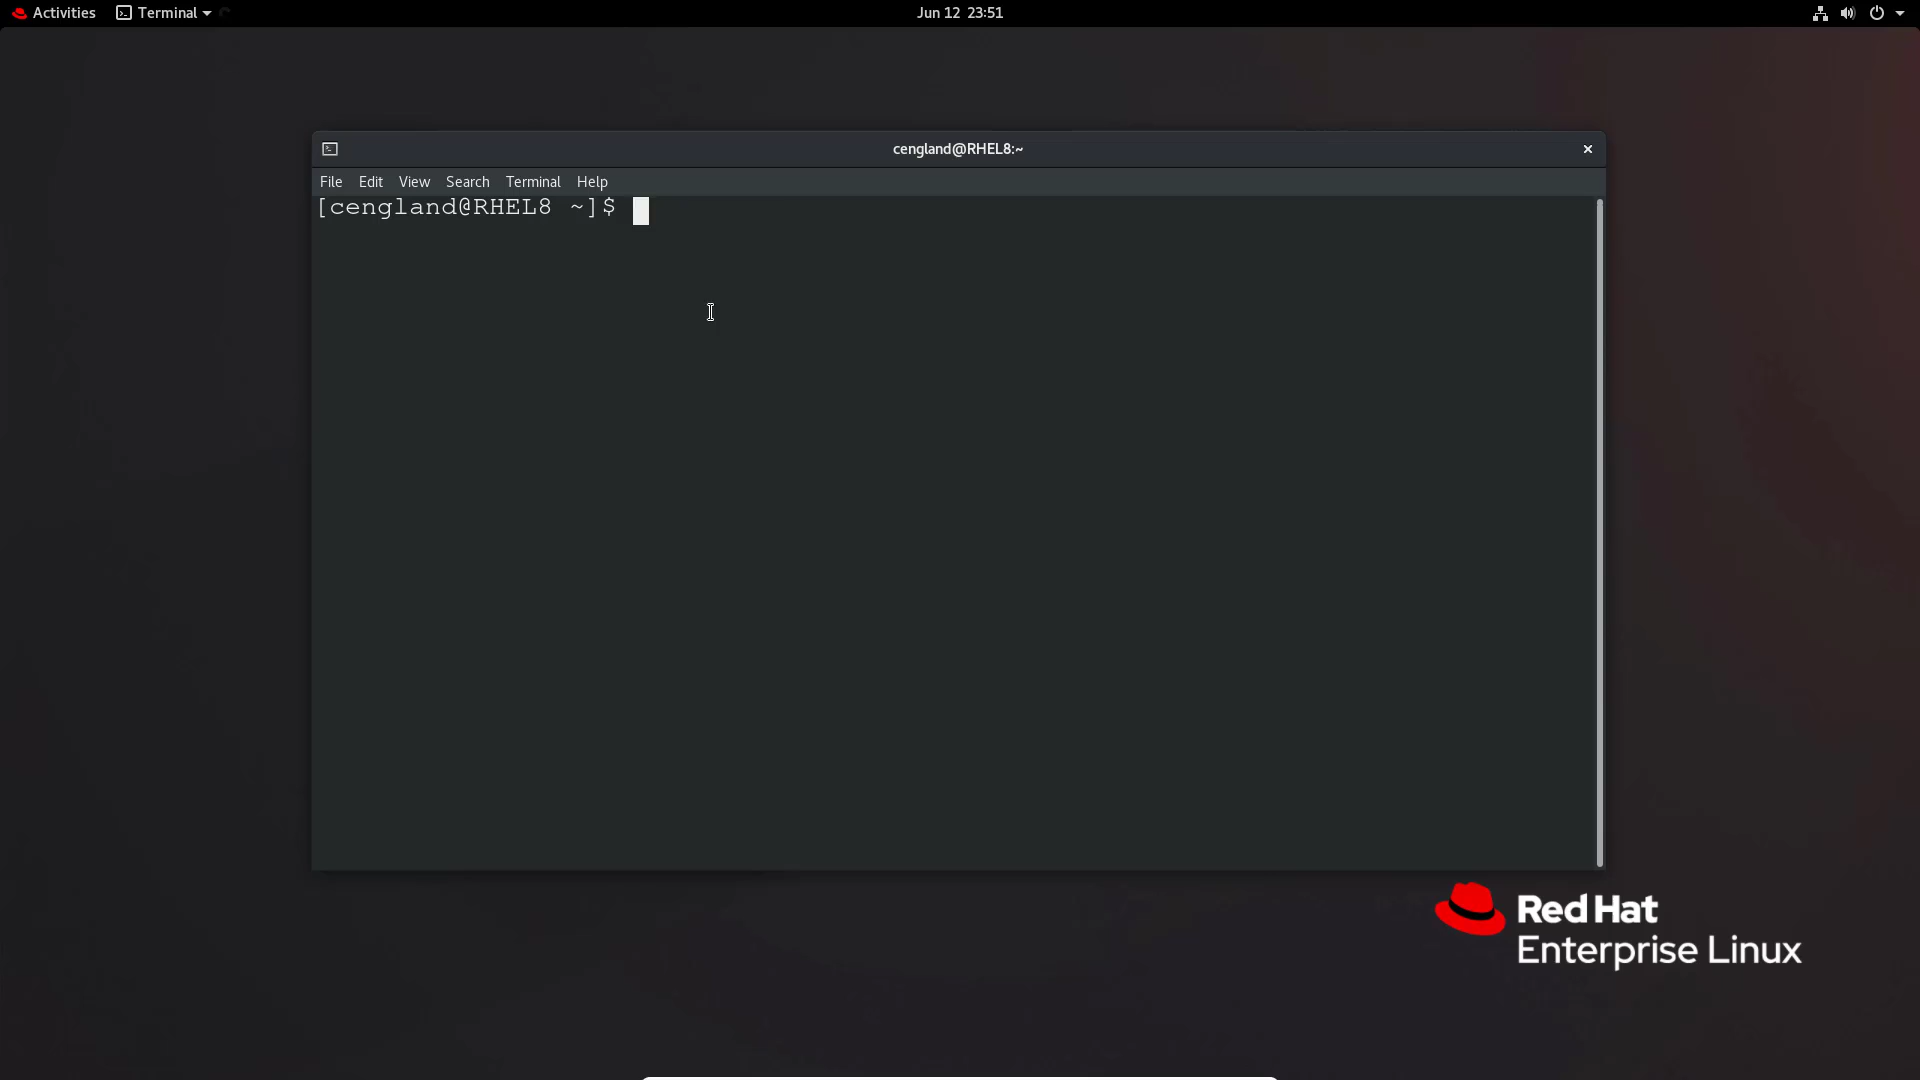 Activities Terminal Jun 12 23:51
cengland@RHEL8:~
File Edit View Search Terminal Help
[cengland@RHEL8 ~]$
Red Hat
Enterprise Linux